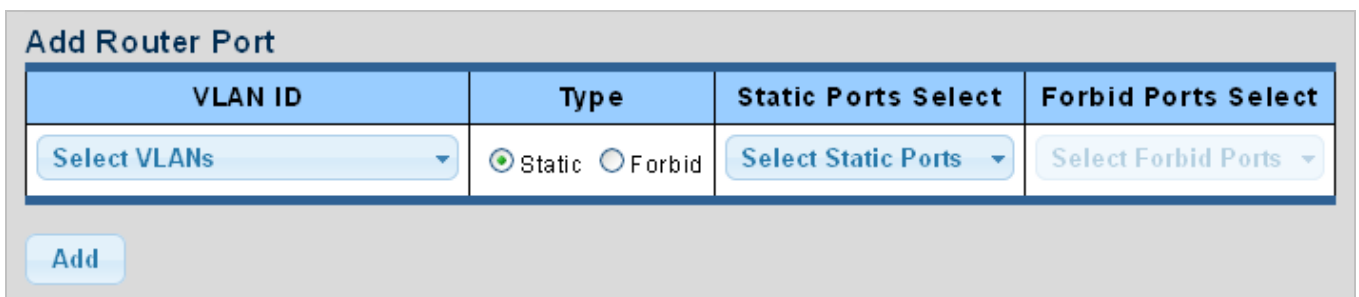 Add Router Port
VLAN ID Type Static Ports Select Forbid Ports Select
Select VLANs Static Forbid Select Static Ports Select Forbid Ports
Add